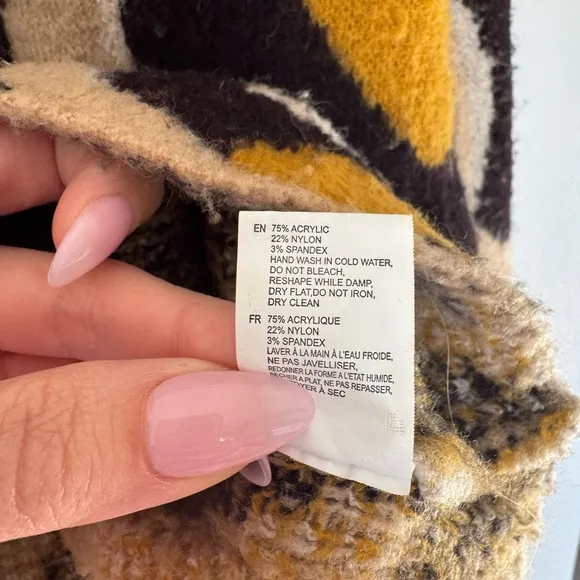 EN 75% ACRYLIC
22% NYLON
3% SPANDEX
HAND WASH IN COLD WATER,
DO NOT BLEACH,
RESHAPE WHILE DAMP,
DRY FLAT,DO NOT IRON,
DRY CLEAN
FR 75% ACRYLIQUE
22% NYLON
3% SPANDEX
LAVER À LA MAIN À L'EAU FROIDE,
NE PAS JAVELLISER,
REDONNER LA FORME A L'ETAT HUMIDE,
A PLAT, NE PAS REPASSER,
À SEC